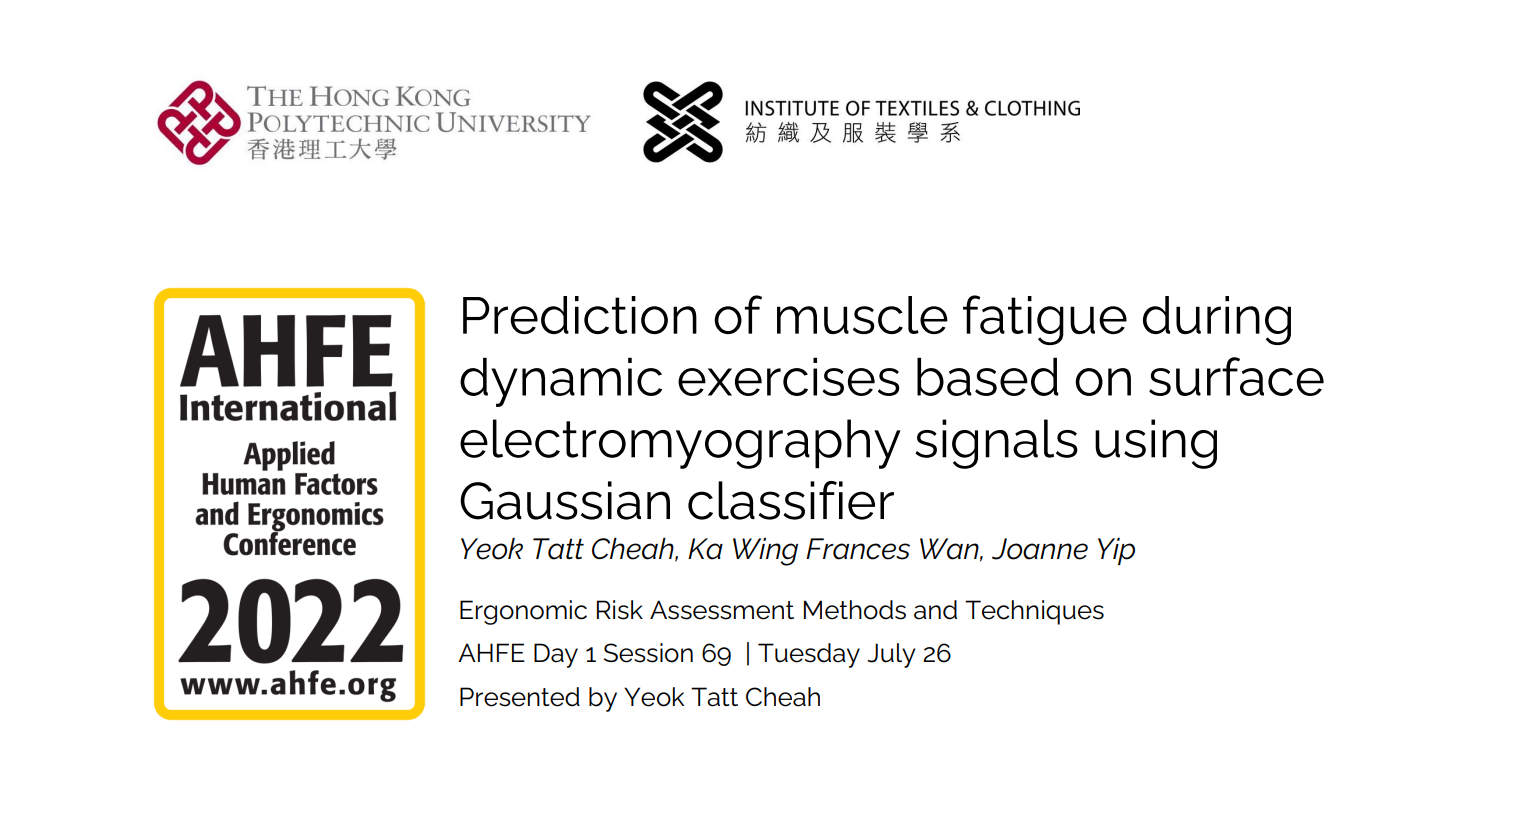 THE HONG KONG
POLYTECHNIC UNIVERSITY
香港理工大學
INSTITUTE OF TEXTILES & CLOTHING
紡織及服裝學系
AHFE
International
Applied
Human Factors
and Ergonomics
Conference
2022
www.ahfe.org
Prediction of muscle fatigue during
dynamic exercises based on surface
electromyography signals using
Gaussian classifier
Yeok Tatt Cheah, Ka Wing Frances Wan, Joanne Yip
Ergonomic Risk Assessment Methods and Techniques
AHFE Day 1 Session 69 | Tuesday July 26
Presented by Yeok Tatt Cheah